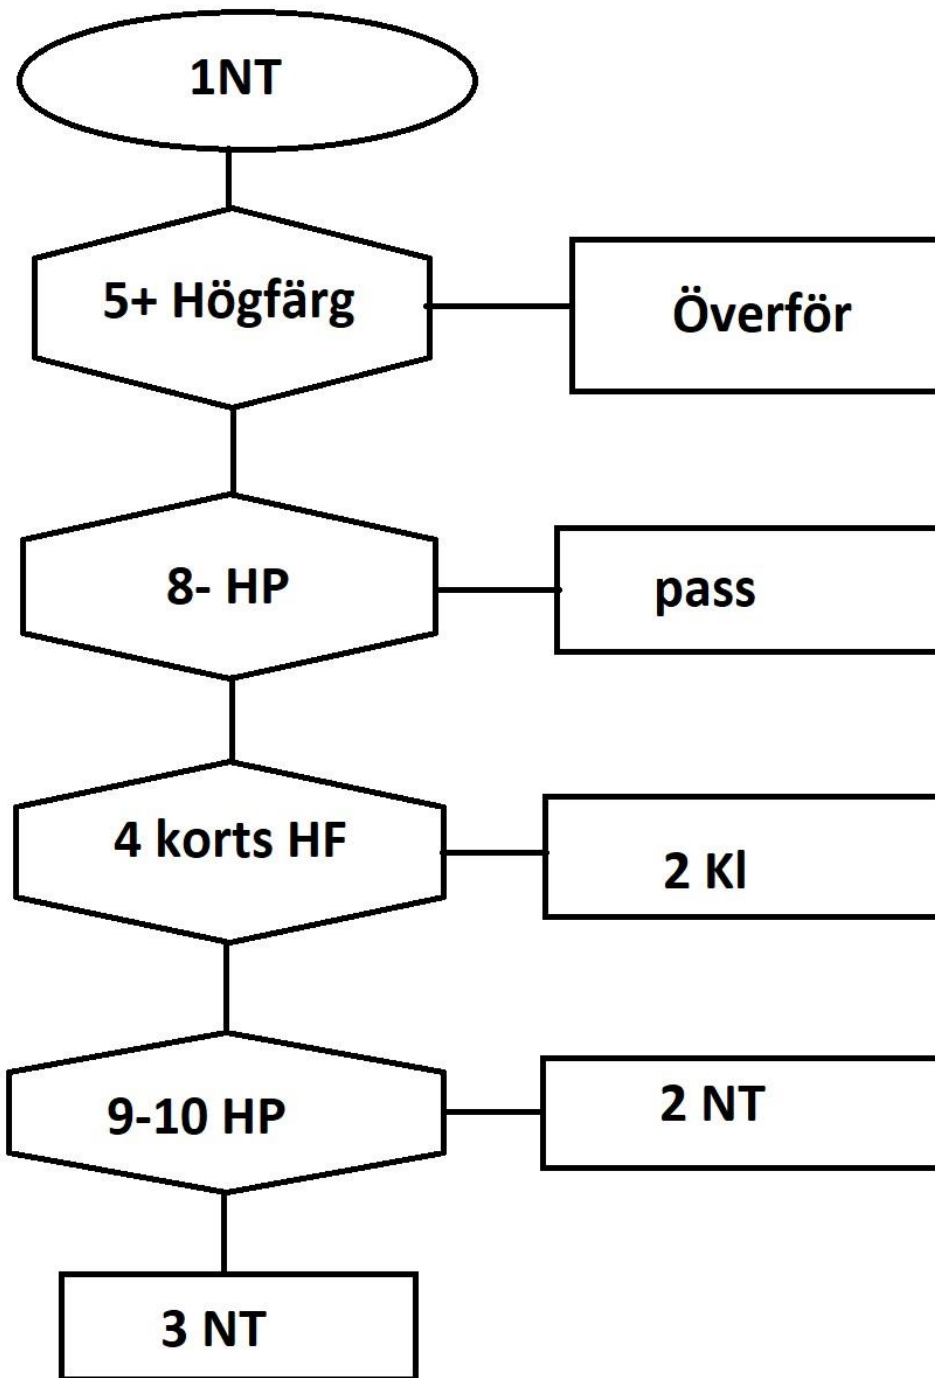 1NT
5+ Högfärg
Överför
8- HP
pass
4 korts HF
2 Kl
9-10 HP
2 NT
3 NT